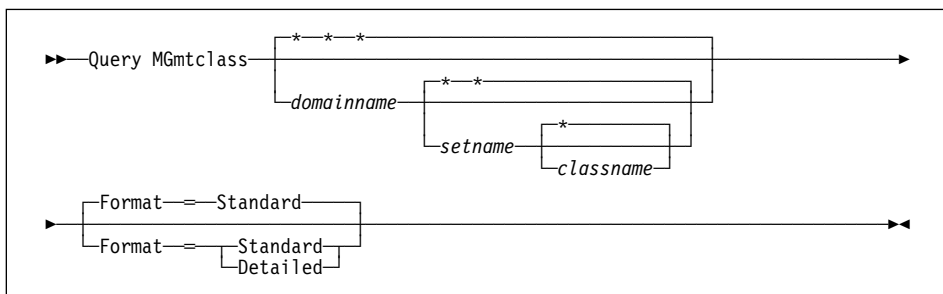 * * *
Query MGmtclass
* *
domainname
*
setname
classname
Format = Standard
Format = Standard
Detailed